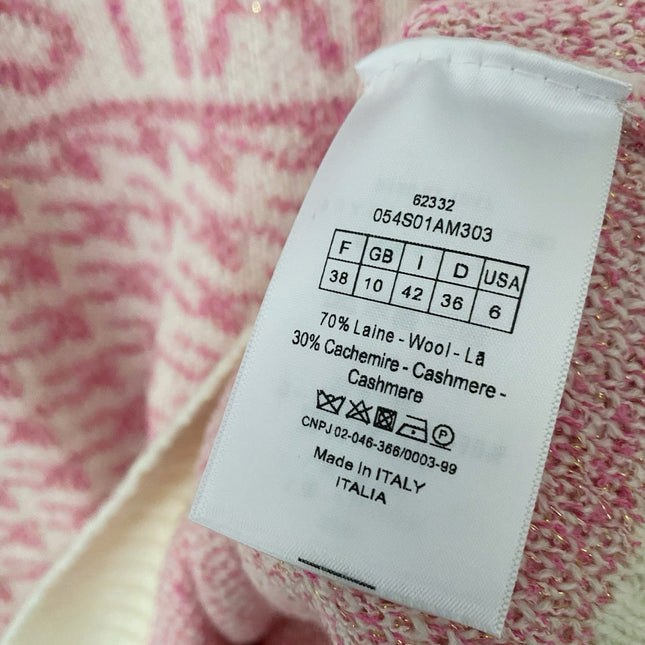 62332
054S01AM303
F GB I D USA
38 10 42 36 6
70% Laine - Wool - Lã
30% Cachemire - Cashmere -
Cashmere
P
CNPJ 02-046-366/0003-99
Made In ITALY
ITALIA